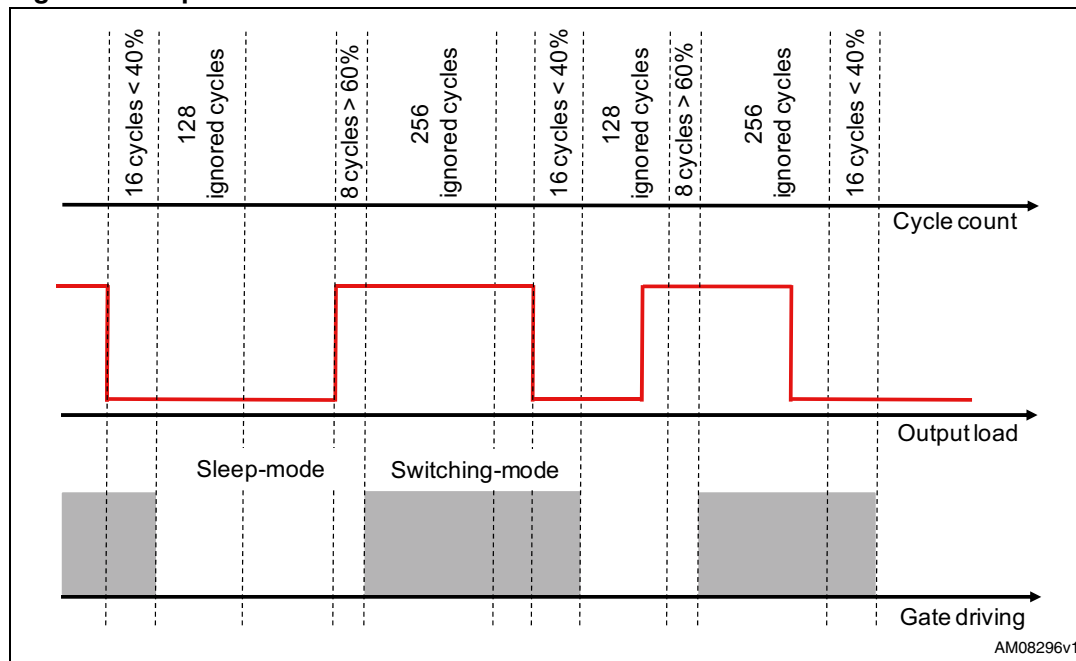 16 cycles < 40%
128
ignored cycles
8 cycles > 60%
256
ignored cycles
16 cycles < 40%
128
ignored cycles
8 cycles > 60%
256
ignored cycles
16 cycles < 40%
Cycle count
Output load
Sleep-mode
Switching-mode
Gate driving
AM08296v1